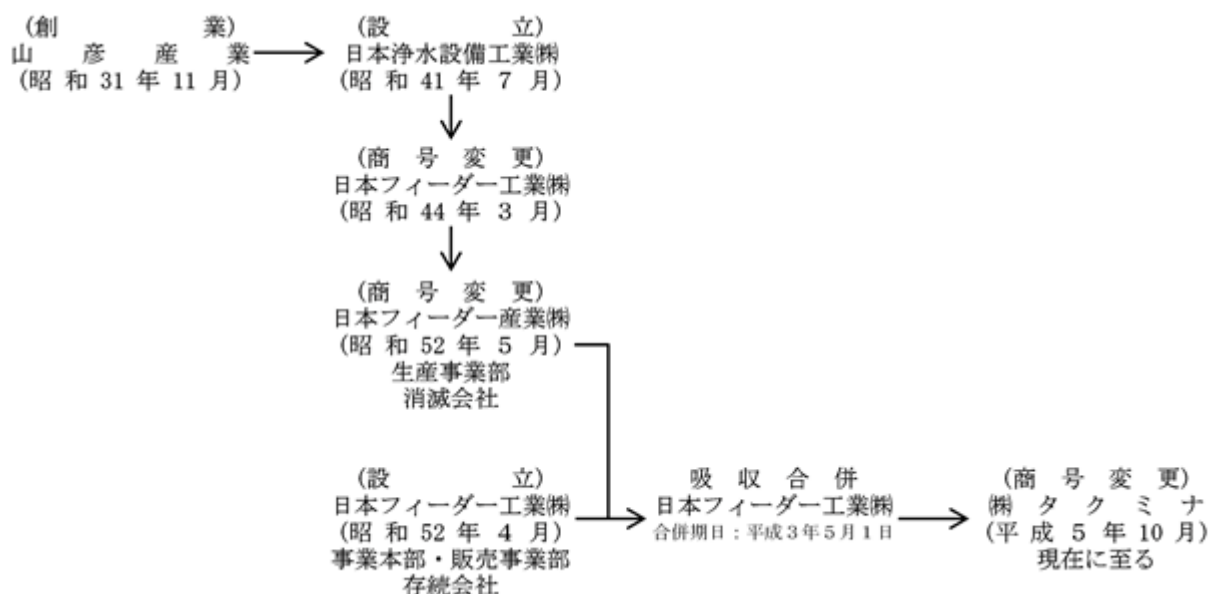 (創業)
山彦産業
(昭和31年11月)
(設立)
日本浄水設備工業㈱
(昭和41年7月)
(商号変更)
日本フィーダー工業㈱
(昭和44年3月)
(商号変更)
日本フィーダー産業㈱
(昭和52年5月)
生産事業部
消滅会社
(設立)
日本フィーダー工業㈱
(昭和52年4月)
事業本部・販売事業部
存続会社
吸収合併
日本フィーダー工業㈱
合併期日:平成3年5月1日
(商号変更)
㈱タクミナ
(平成5年10月)
現在に至る